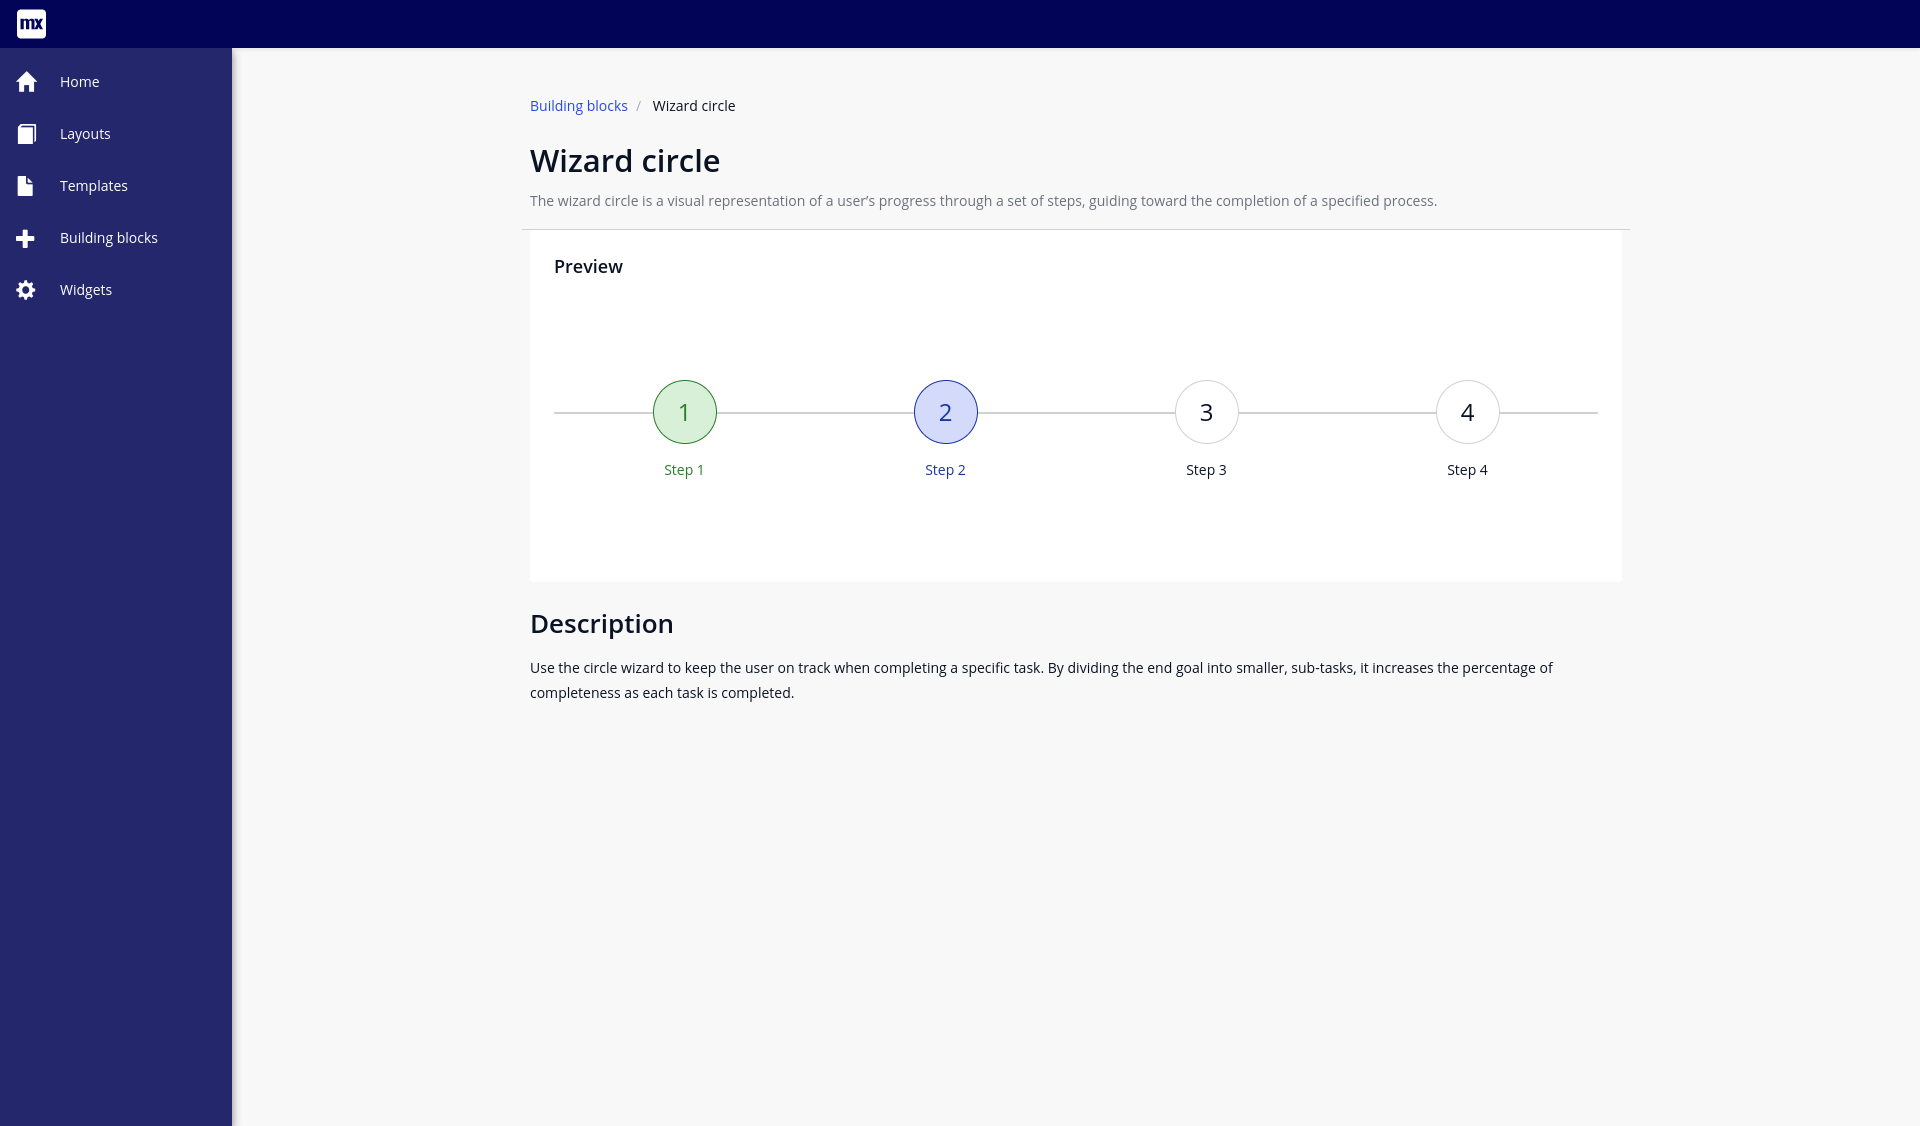 mx
Home
Layouts
Templates
Building blocks
Widgets
Building blocks / Wizard circle
Wizard circle
The wizard circle is a visual representation of a user’s progress through a set of steps, guiding toward the completion of a specified process.
Preview
1 2 3 4
Step 1 Step 2 Step 3 Step 4
Description
Use the circle wizard to keep the user on track when completing a specific task. By dividing the end goal into smaller, sub-tasks, it increases the percentage of
completeness as each task is completed.